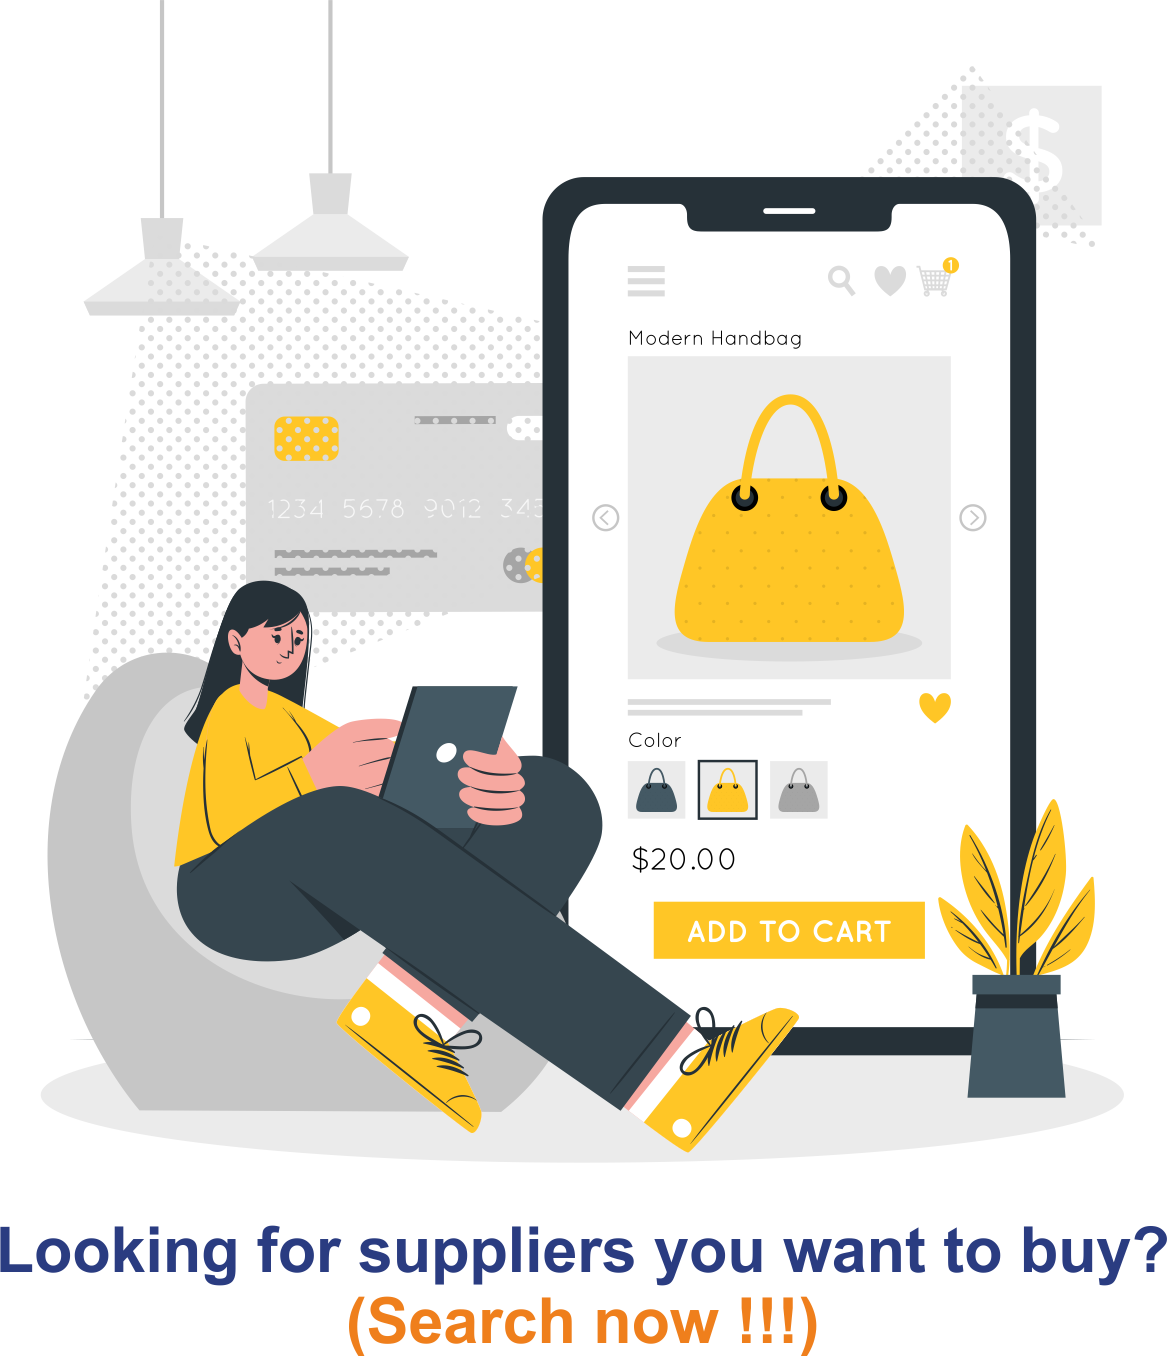 $
1
Modern Handbag
1234 5678 9012 345
Color
$20.00
ADD TO CART
Looking for suppliers you want to buy?
(Search now !!!)